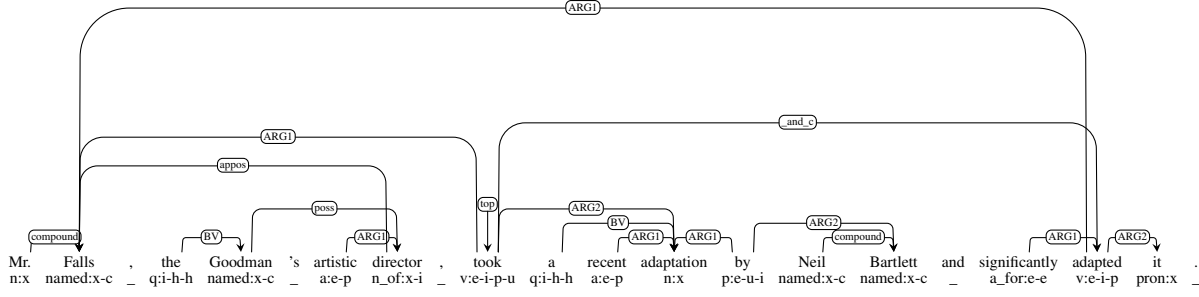 ARG1
_and_c
ARG1
appos
poss top ARG2
BV ARG2
compound BV ARG1 ARG1 ARG1 compound ARG1 ARG2
Mr. Falls , the Goodman 's artistic director , took a recent adaptation by Neil Bartlett and significantly adapted it .
n:x named:x-c _ q:i-h-h named:x-c _ a:e-p n_of:x-i _ v:e-i-p-u q:i-h-h a:e-p n:x p:e-u-i named:x-c named:x-c _ a_for:e-e v:e-i-p pron:x _